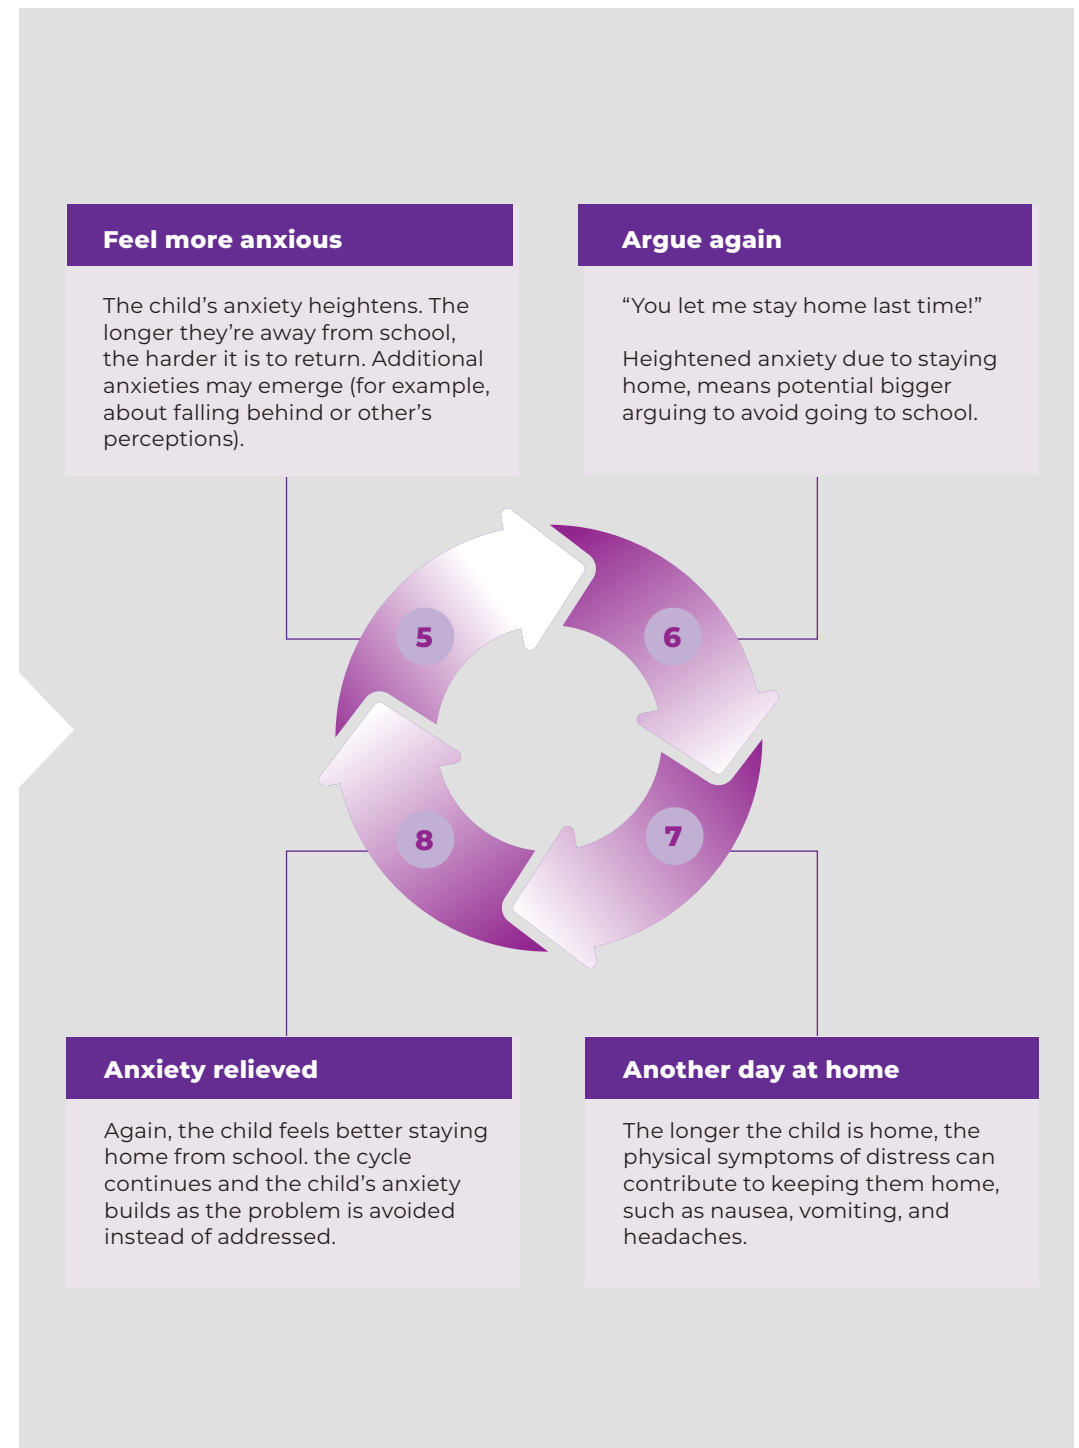 Feel more anxious
The child’s anxiety heightens. The
longer they’re away from school,
the harder it is to return. Additional
anxieties may emerge (for example,
about falling behind or other’s
perceptions).
Argue again
“You let me stay home last time!”
Heightened anxiety due to staying
home, means potential bigger
arguing to avoid going to school.
5
6
7
8
Anxiety relieved
Again, the child feels better staying
home from school. the cycle
continues and the child’s anxiety
builds as the problem is avoided
instead of addressed.
Another day at home
The longer the child is home, the
physical symptoms of distress can
contribute to keeping them home,
such as nausea, vomiting, and
headaches.